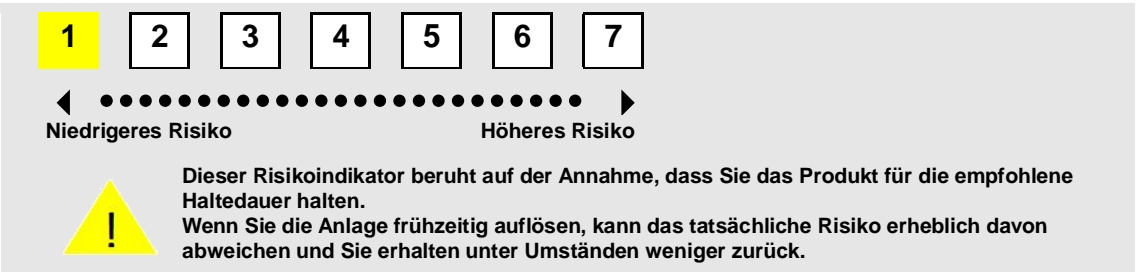 1 2 3 4 5 6 7
Niedrigeres Risiko Höheres Risiko
Dieser Risikoindikator beruht auf der Annahme, dass Sie das Produkt für die empfohlene
Haltedauer halten.
Wenn Sie die Anlage frühzeitig auflösen, kann das tatsächliche Risiko erheblich davon
abweichen und Sie erhalten unter Umständen weniger zurück.
!